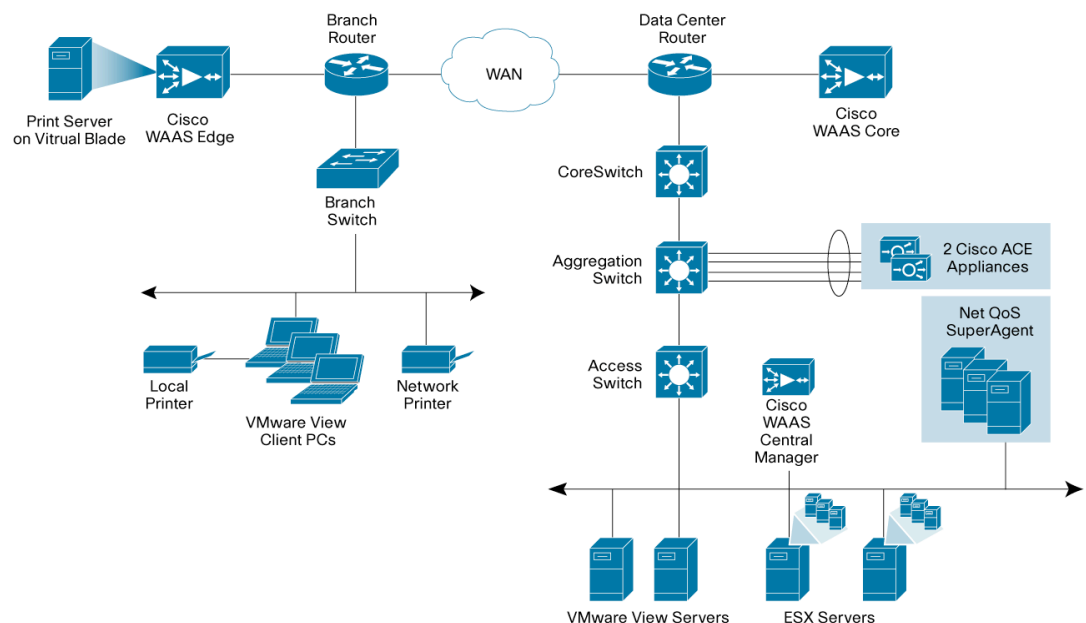 Branch
Router
Data Center
Router
WAN
Print Server
on Vitrual Blade
Cisco
WAAS Edge
Cisco
WAAS Core
CoreSwitch
Branch
Switch
Aggregation
Switch
2 Cisco ACE
Appliances
Net QoS
SuperAgent
Local
Printer
VMware View
Client PCs
Network
Printer
Access
Switch
Cisco
WAAS
Central
Manager
VMware View Servers
ESX Servers